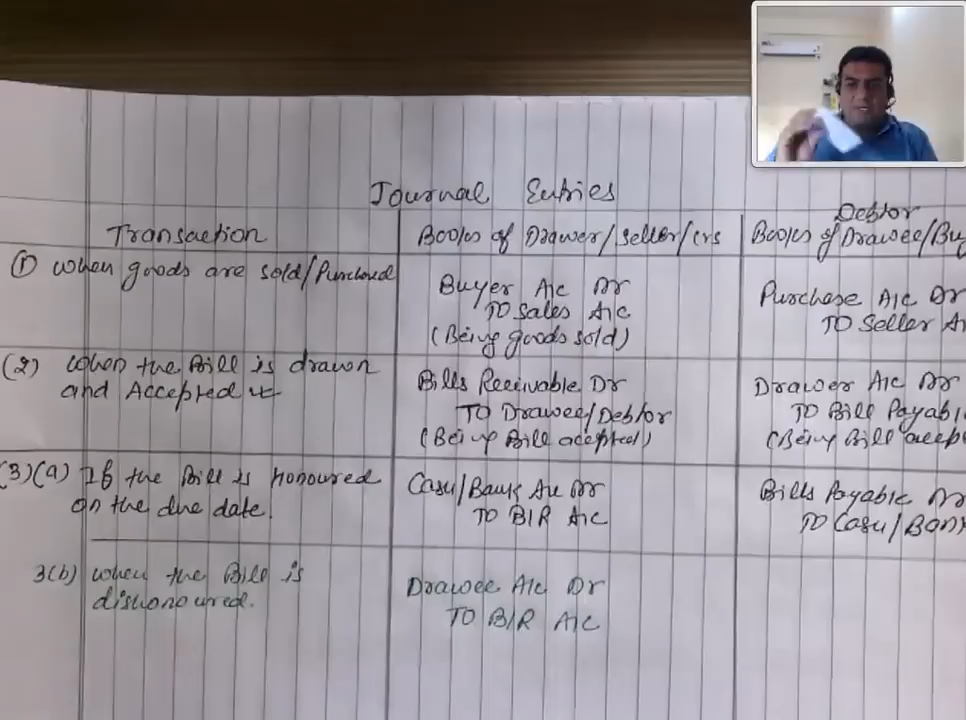 Journal Entries
Transaction
Books of Drawer/seller/crs
Debtor
Books of Drawee/Bu
① when goods are sold/Purchased
Buyer A/c Dr
TO sales A/c
(Being goods sold)
Purchase A/c Dr
TO Seller A
(2) when the Bill is drawn
and Accepted
Bills Receivable Dr
TO Drawee/Debtor
(Being Bill accepted)
Drawer A/c Dr
TO Bill Payabl
(Being Bill accep
(3)(a) If the Bill is honoured
on the due date.
Cash/Bank A/c Dr
TO B/R A/c
Bills Payable Dr
TO Cash/Bank
3(b) when the Bill is
dishonoured.
Drawee A/c Dr
TO B/R A/c